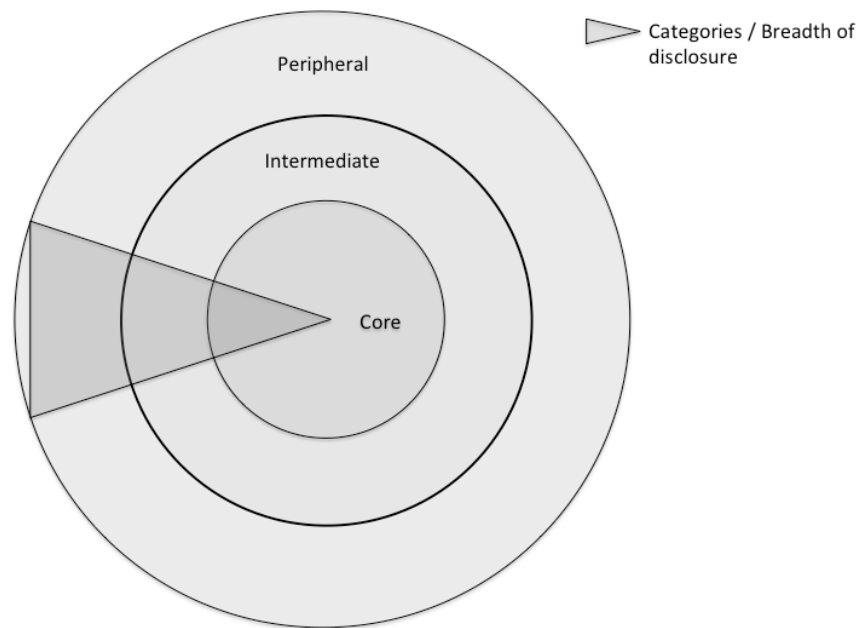 Categories / Breadth of
disclosure
Peripheral
Intermediate
Core